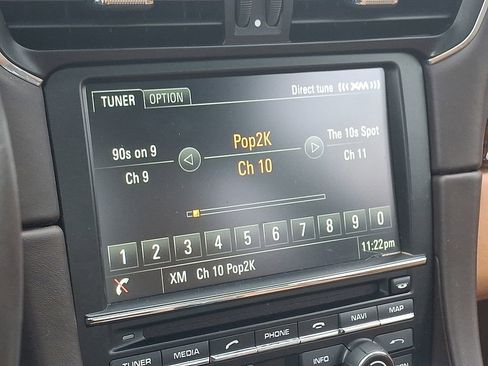 TUNER OPTION Direct tune ((( XM )))
90s on 9 Pop2K The 10s Spot
Ch 9 Ch 10 Ch 11
1 2 3 4 5 6 7 8 9 0
11:22pm
XM Ch 10 Pop2K
TUNER MEDIA PHONE NAVI MAP
INFO OPTION